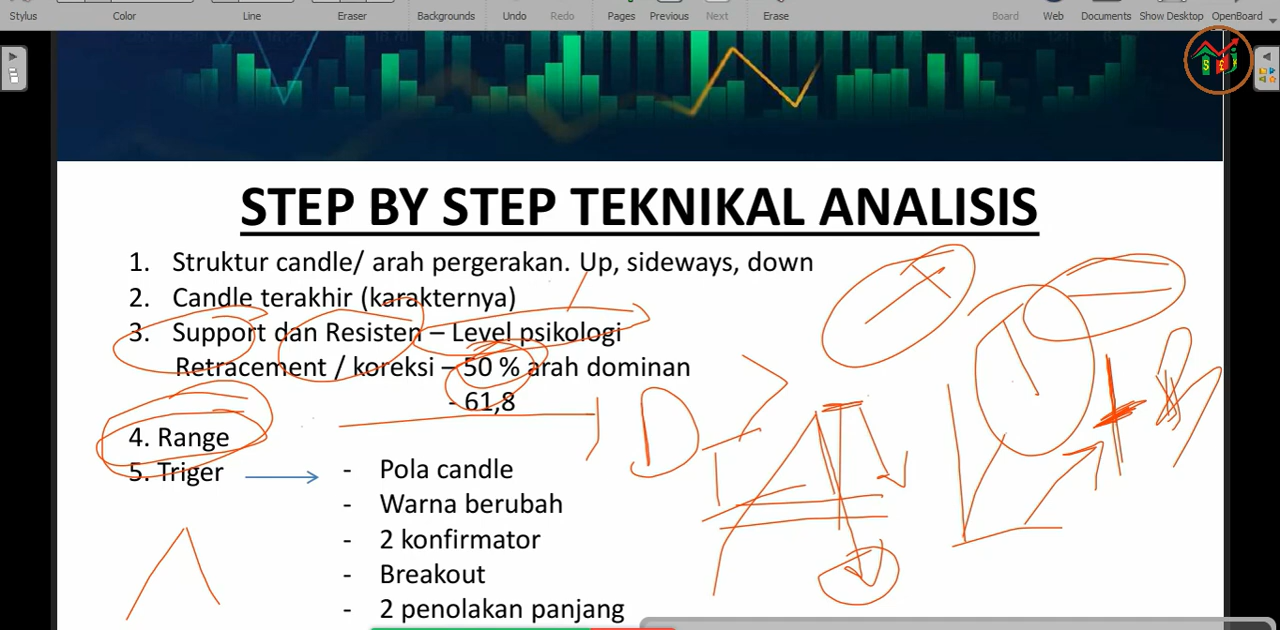 Stylus Color Line Eraser Backgrounds Undo Redo Pages Previous Next Erase Board Web Documents Show Desktop OpenBoard
STEP BY STEP TEKNIKAL ANALISIS
1. Struktur candle/ arah pergerakan. Up, sideways, down
2. Candle terakhir (karakternya)
3. Support dan Resisten – Level psikologi
Retracement / koreksi – 50 % arah dominan
- 61,8
4. Range
5. Triger
- Pola candle
- Warna berubah
- 2 konfirmator
- Breakout
- 2 penolakan panjang